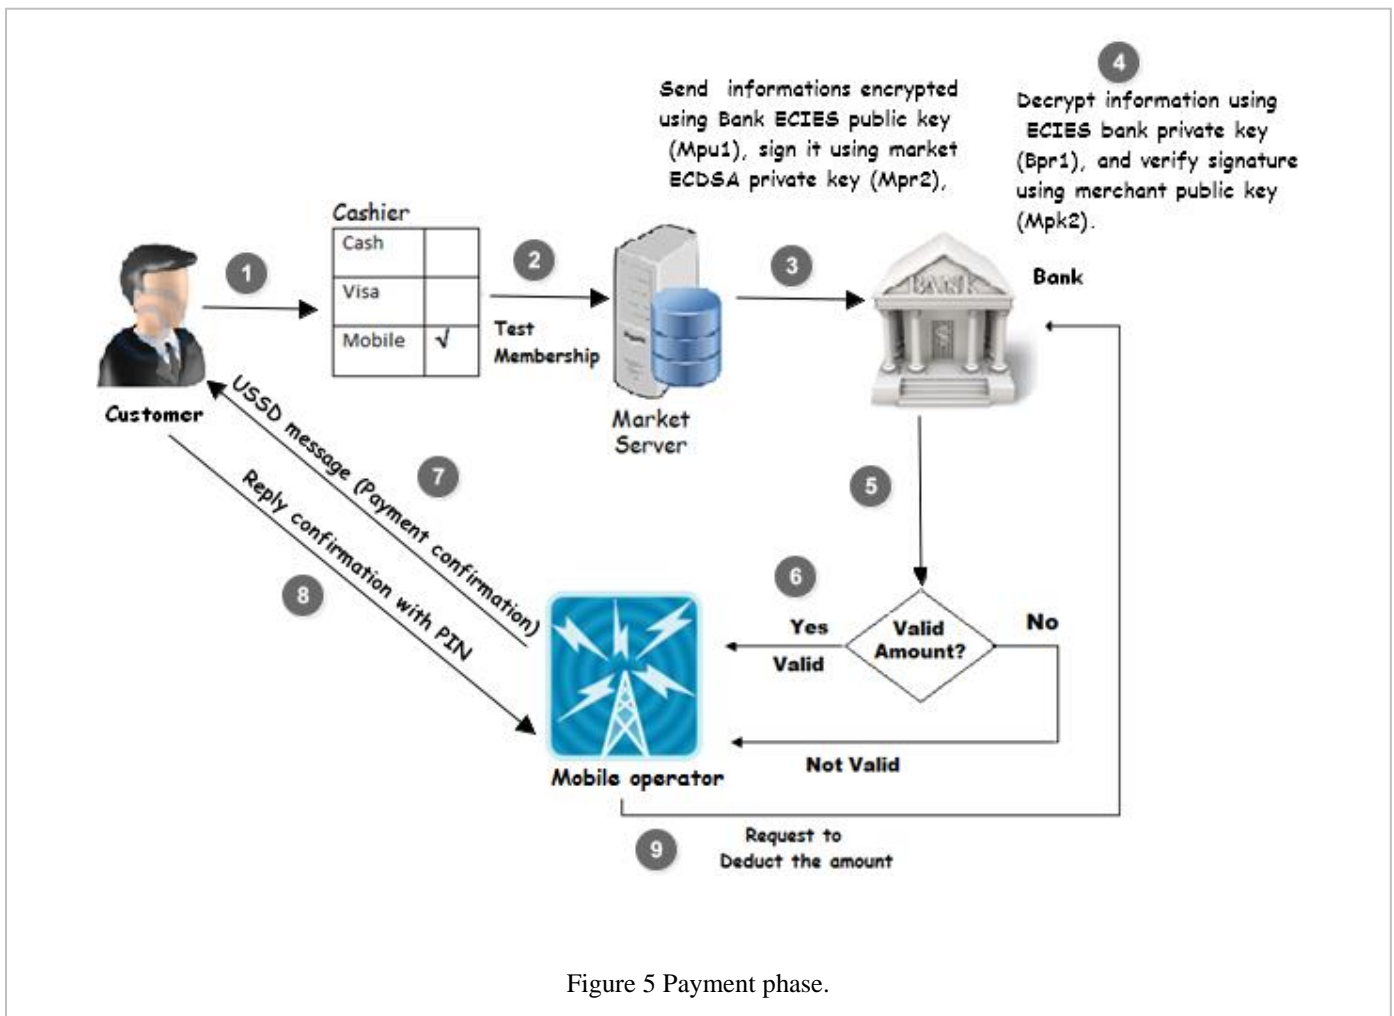 4
Send informations encrypted
using Bank ECIES public key
(Mpu1), sign it using market
ECDSA private key (Mpr2),
Decrypt information using
ECIES bank private key
(Bpr1), and verify signature
using merchant public key
(Mpk2).
Cashier
Cash
Visa
Mobile √
1
2
3
Test
Membership
BANK
Bank
Customer
Market
Server
USSD message (Payment confirmation)
7
Reply confirmation with PIN
8
5
6
Yes
Valid
Valid
Amount?
No
Not Valid
Mobile operator
9
Request to
Deduct the amount
Figure 5 Payment phase.